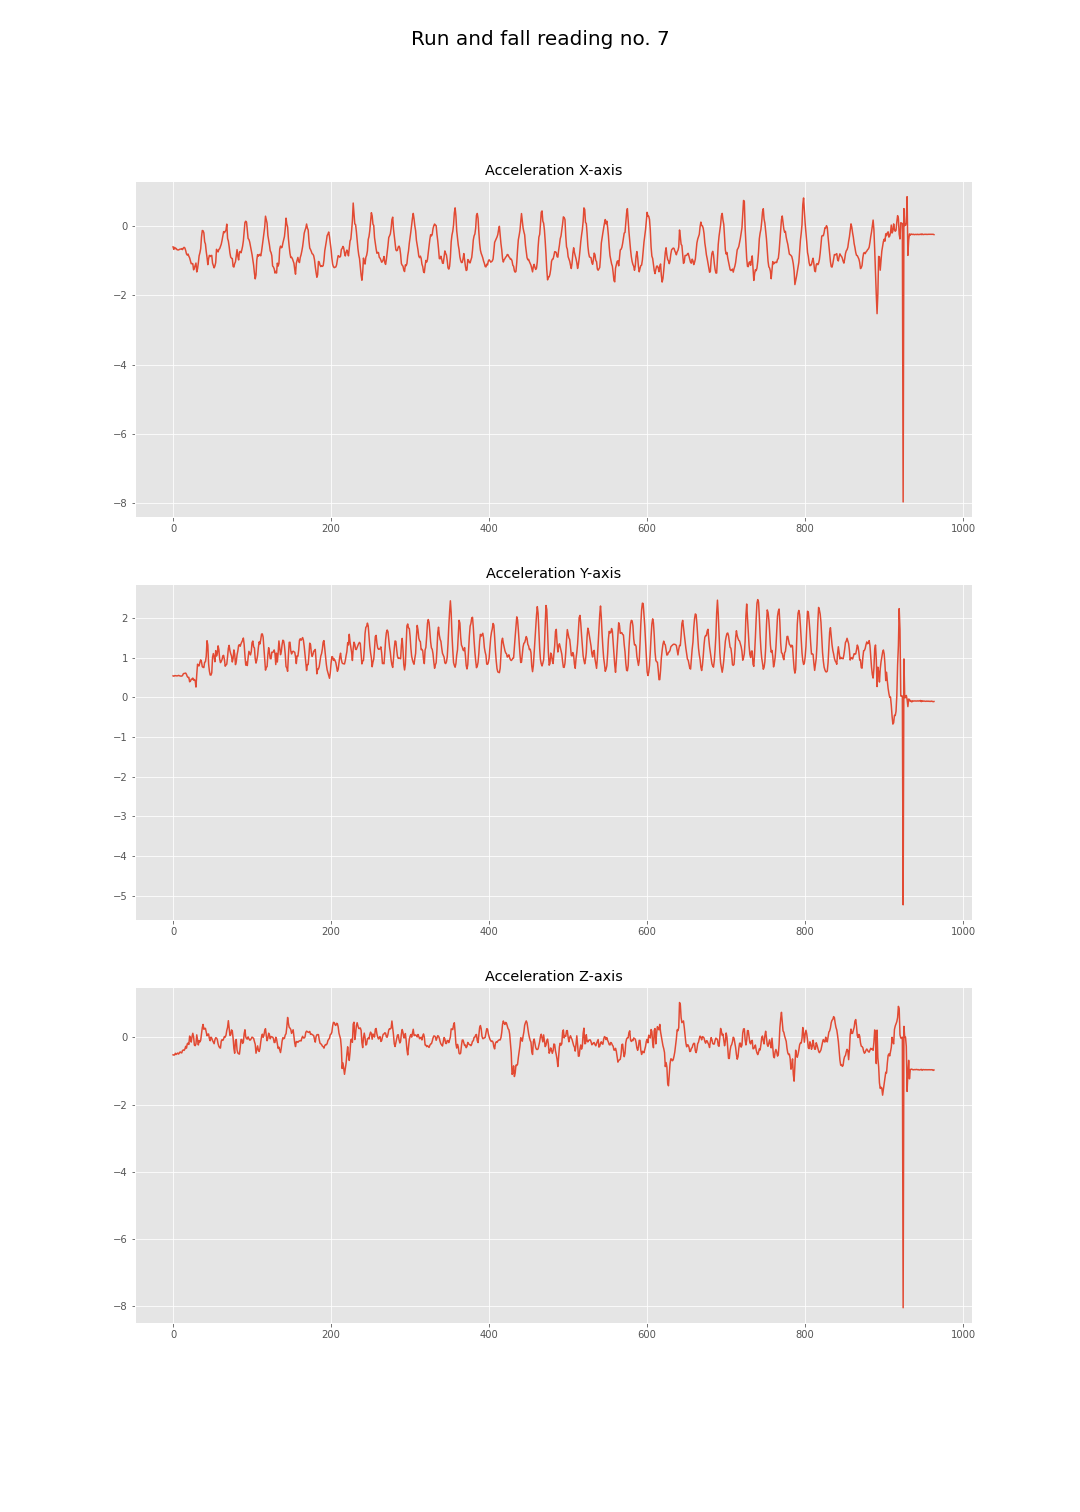 Run and fall reading no. 7
Acceleration X-axis
0
−2
−4
−6
−8
0 200 400 600 800 1000
Acceleration Y-axis
2
1
0
−1
−2
−3
−4
−5
0 200 400 600 800 1000
Acceleration Z-axis
0
−2
−4
−6
−8
0 200 400 600 800 1000